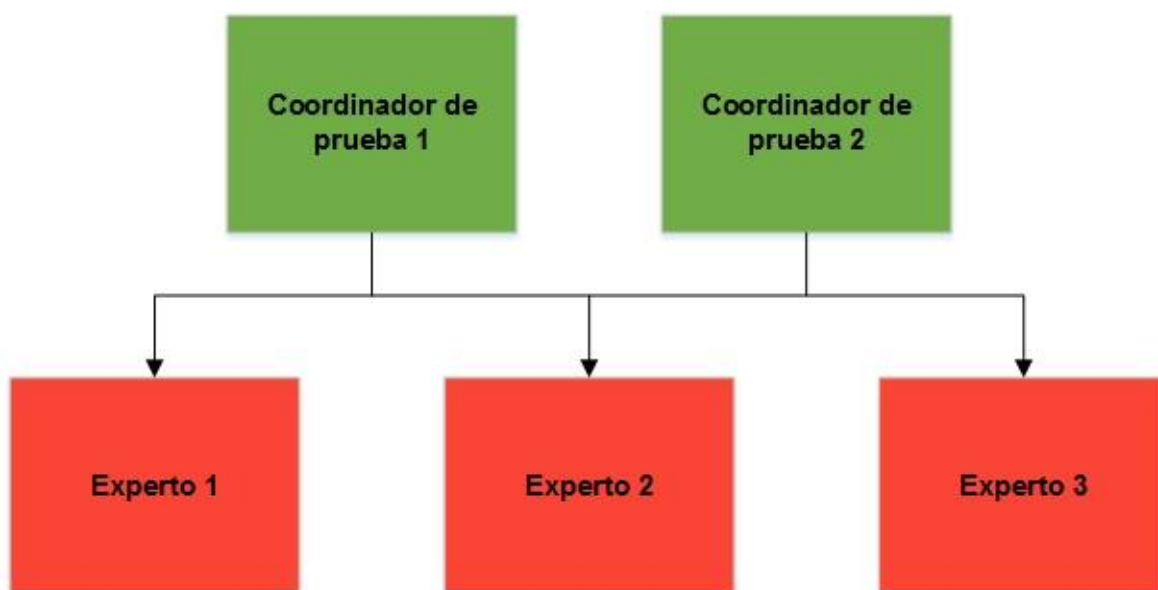 Coordinador de
prueba 1
Coordinador de
prueba 2
Experto 1
Experto 2
Experto 3